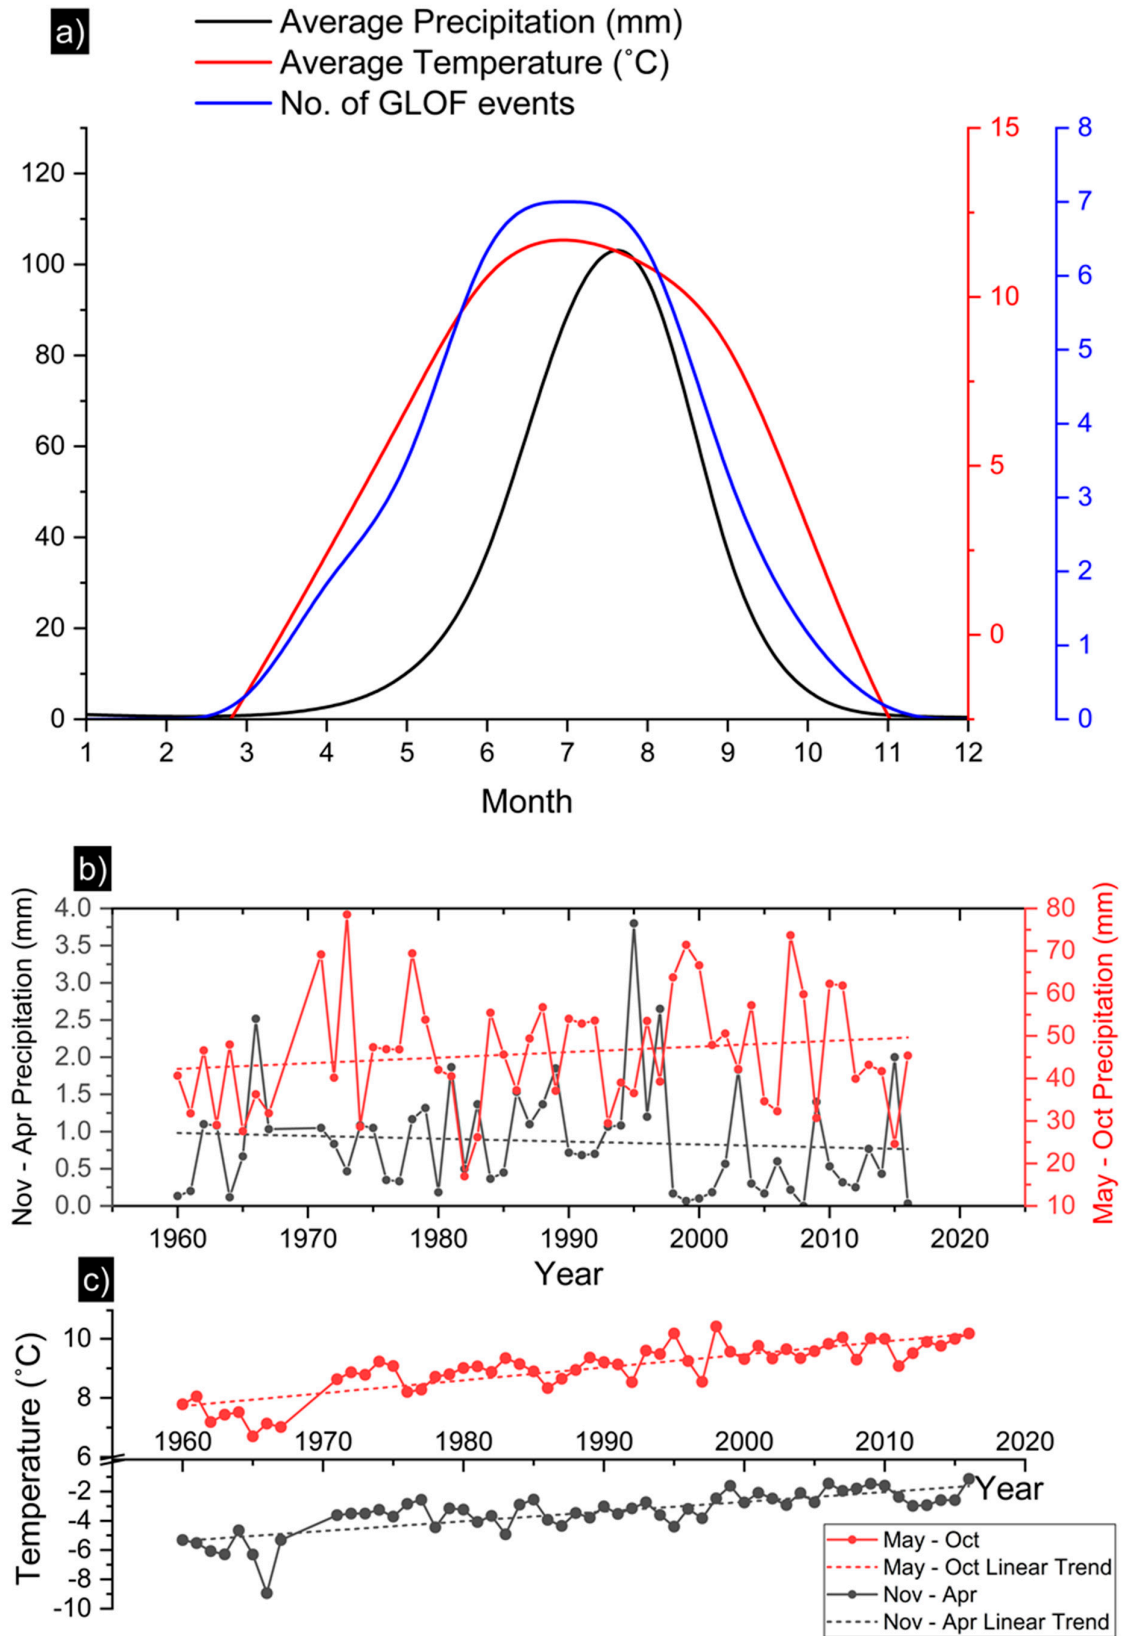 a)
Average Precipitation (mm)
Average Temperature (˚C)
No. of GLOF events
120
100
80
60
40
20
0
15
10
5
0
8
7
6
5
4
3
2
1
0
1 2 3 4 5 6 7 8 9 10 11 12
Month
b)
Nov - Apr Precipitation (mm)
4.0
3.5
3.0
2.5
2.0
1.5
1.0
0.5
0.0
80
70
60
50
40
30
20
10
May - Oct Precipitation (mm)
1960 1970 1980 1990 2000 2010 2020
Year
c)
Temperature (˚C)
10
8
6
1960 1970 1980 1990 2000 2010 2020
Year
-2
-4
-6
-8
-10
May - Oct
May - Oct Linear Trend
Nov - Apr
Nov - Apr Linear Trend